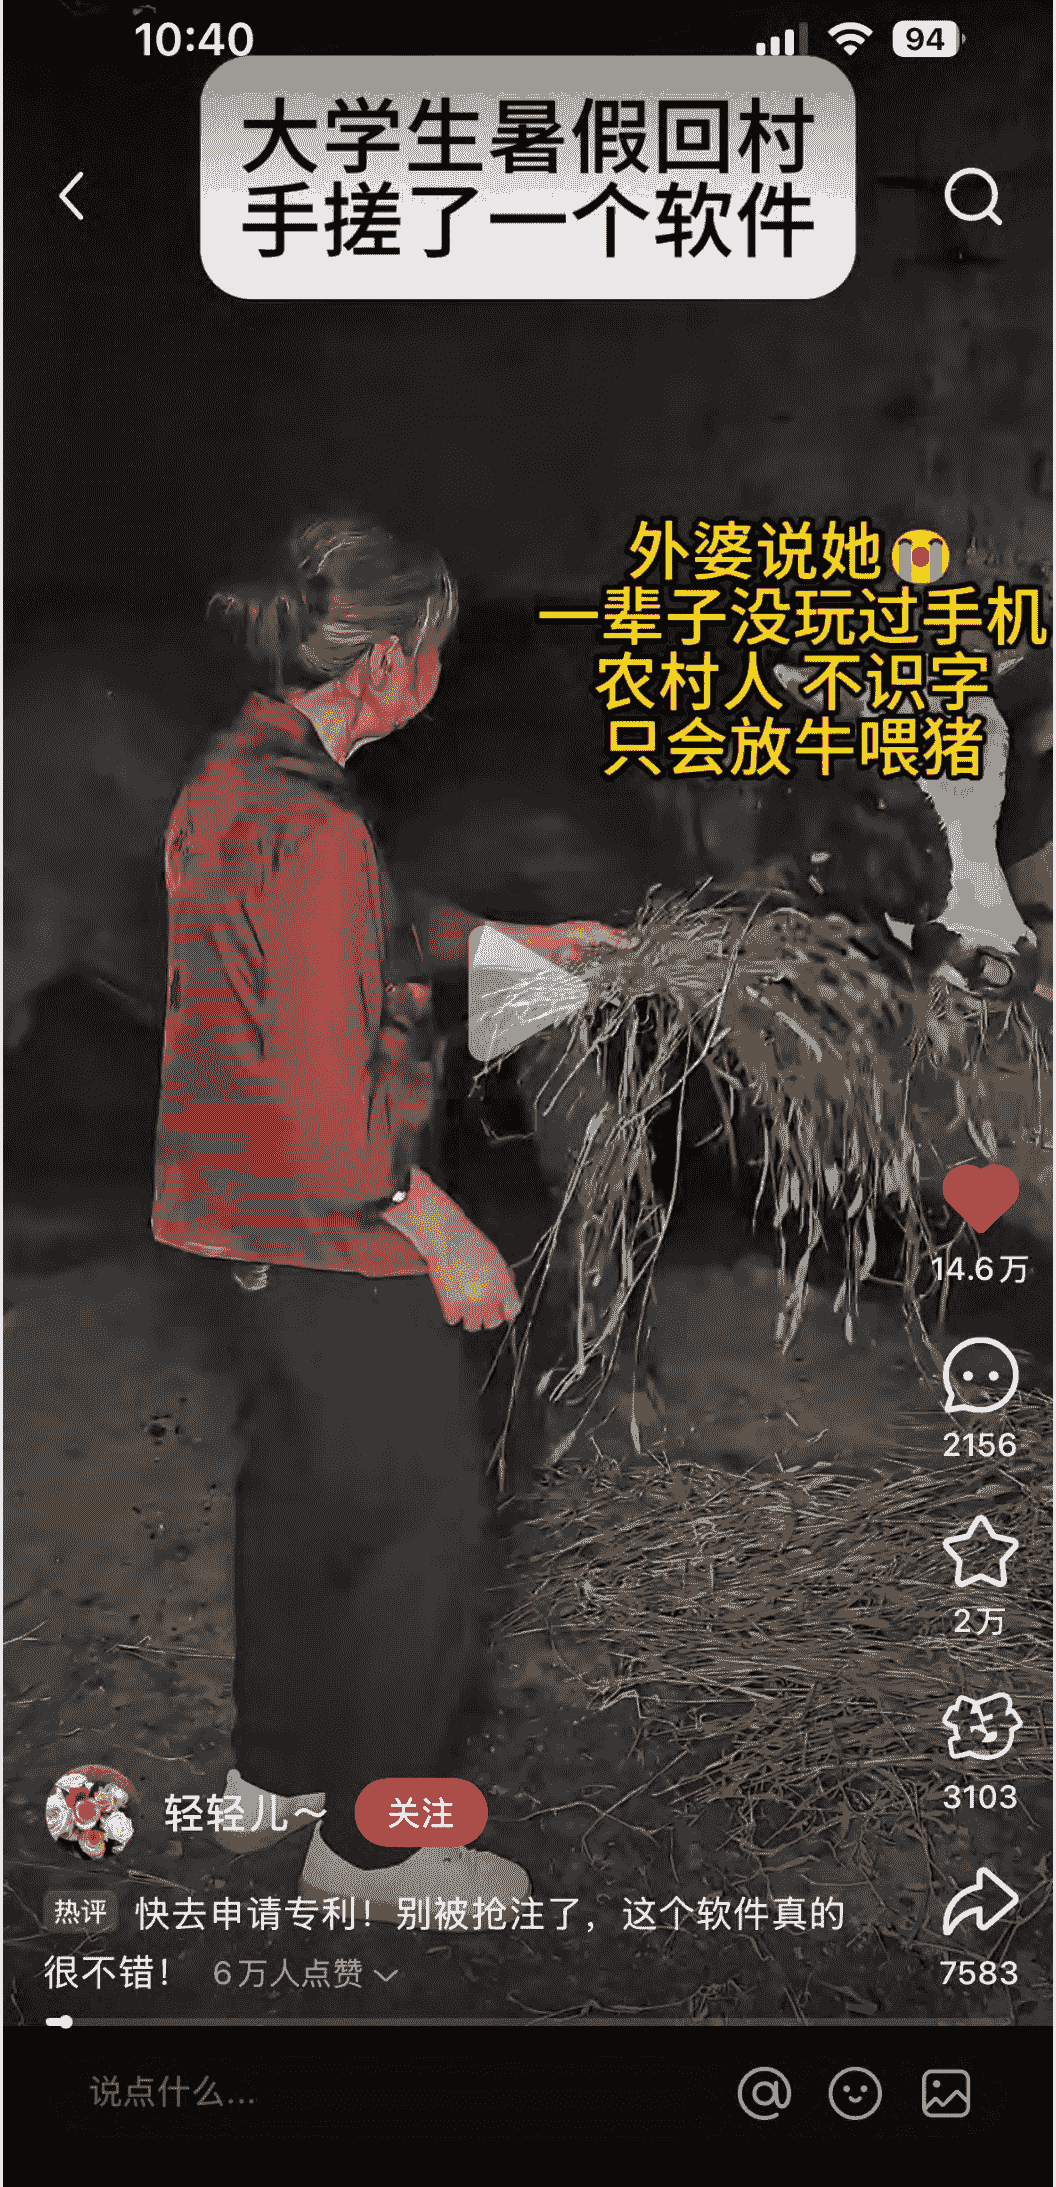 10:40
94
大学生暑假回村
手搓了一个软件
外婆说她😭
一辈子没玩过手机
农村人 不识字
只会放牛喂猪
14.6万
2156
2万
3103
轻轻儿～
关注
热评 快去申请专利！别被抢注了，这个软件真的
很不错！ 6万人点赞
7583
说点什么...